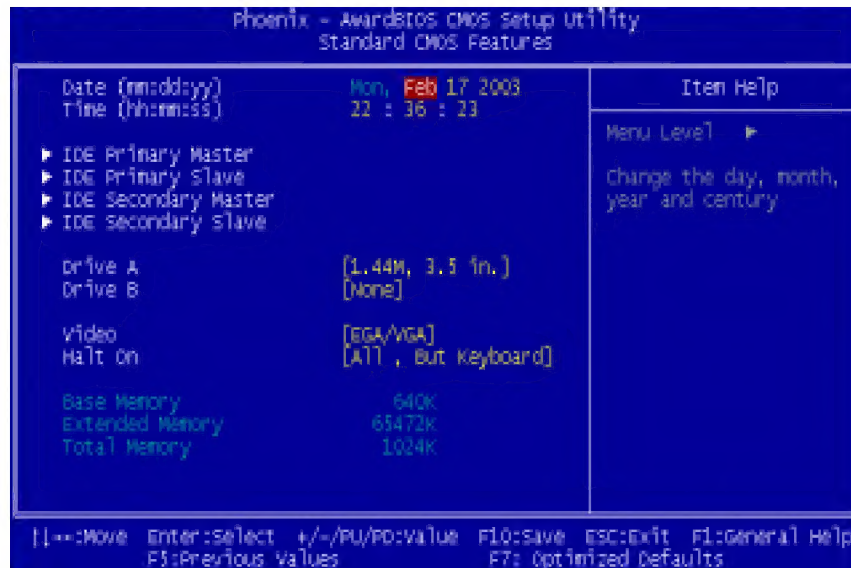 Phoenix - AwardBIOS CMOS Setup Utility
Standard CMOS Features
Date (mm:dd:yy) Mon, Feb 17 2003
Time (hh:mm:ss) 22 : 36 : 23
► IDE Primary Master
► IDE Primary Slave
► IDE Secondary Master
► IDE Secondary Slave
Drive A [1.44M, 3.5 in.]
Drive B [None]
Video [EGA/VGA]
Halt On [All , But Keyboard]
Base Memory 640K
Extended Memory 65472K
Total Memory 1024K
Item Help
Menu Level ►
Change the day, month,
year and century
↑↓→←:Move Enter:Select +/-/PU/PD:Value F10:Save ESC:Exit F1:General Help
F5:Previous Values F7: Optimized Defaults